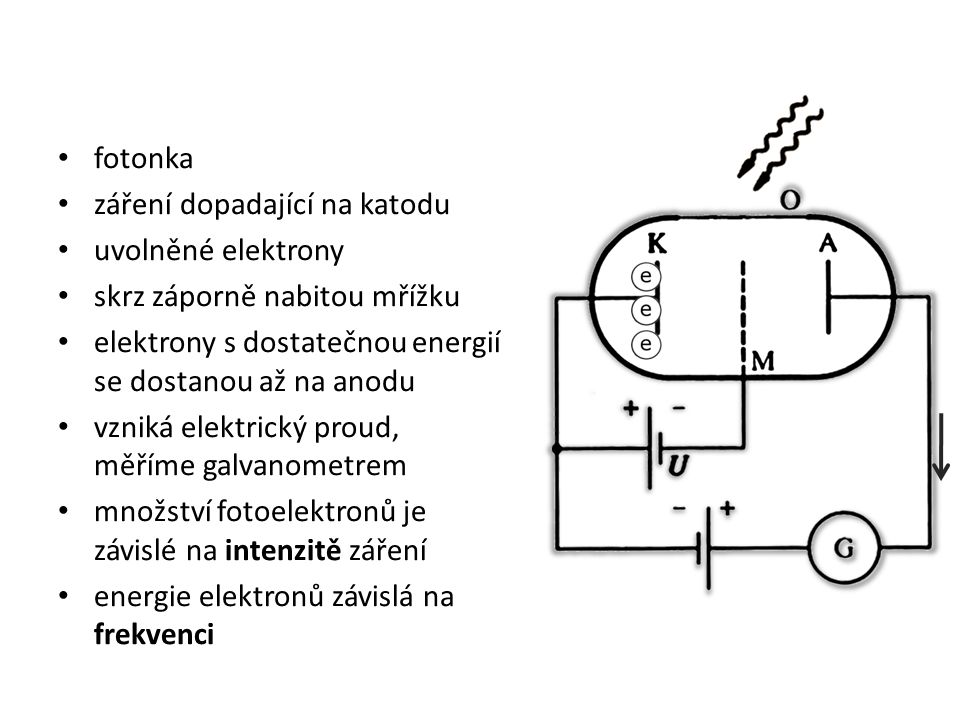 • fotonka
• záření dopadající na katodu
• uvolněné elektrony
• skrz záporně nabitou mřížku
• elektrony s dostatečnou energií
se dostanou až na anodu
• vzniká elektrický proud,
měříme galvanometrem
• množství fotoelektronů je
závislé na intenzitě záření
• energie elektronů závislá na
frekvenci
O
K
A
e
e
e
M
+ -
U
- +
G